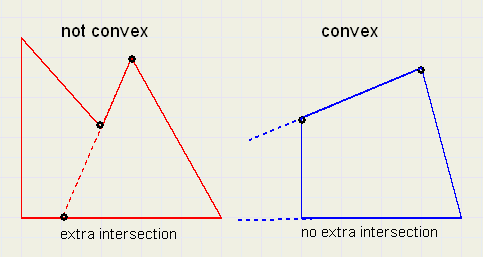 not convex
convex
extra intersection
no extra intersection